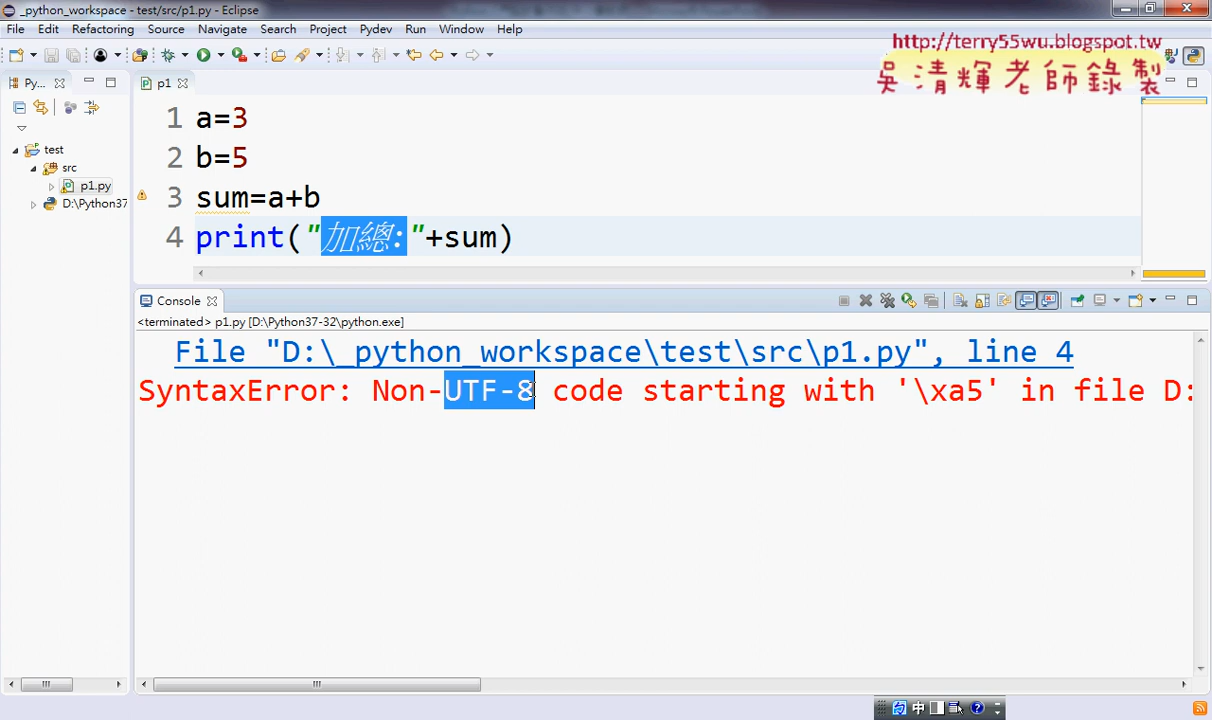 _python_workspace - test/src/p1.py - Eclipse
File Edit Refactoring Source Navigate Search Project Pydev Run Window Help
http://terry55wu.blogspot.tw
吳清輝老師錄製
Py...
p1
test
src
p1.py
D:\Python37
1 a=3
2 b=5
3 sum=a+b
4 print("加總:"+sum)
Console
<terminated> p1.py [D:\Python37-32\python.exe]
File "D:\_python_workspace\test\src\p1.py", line 4
SyntaxError: Non-UTF-8 code starting with '\xa5' in file D:
中